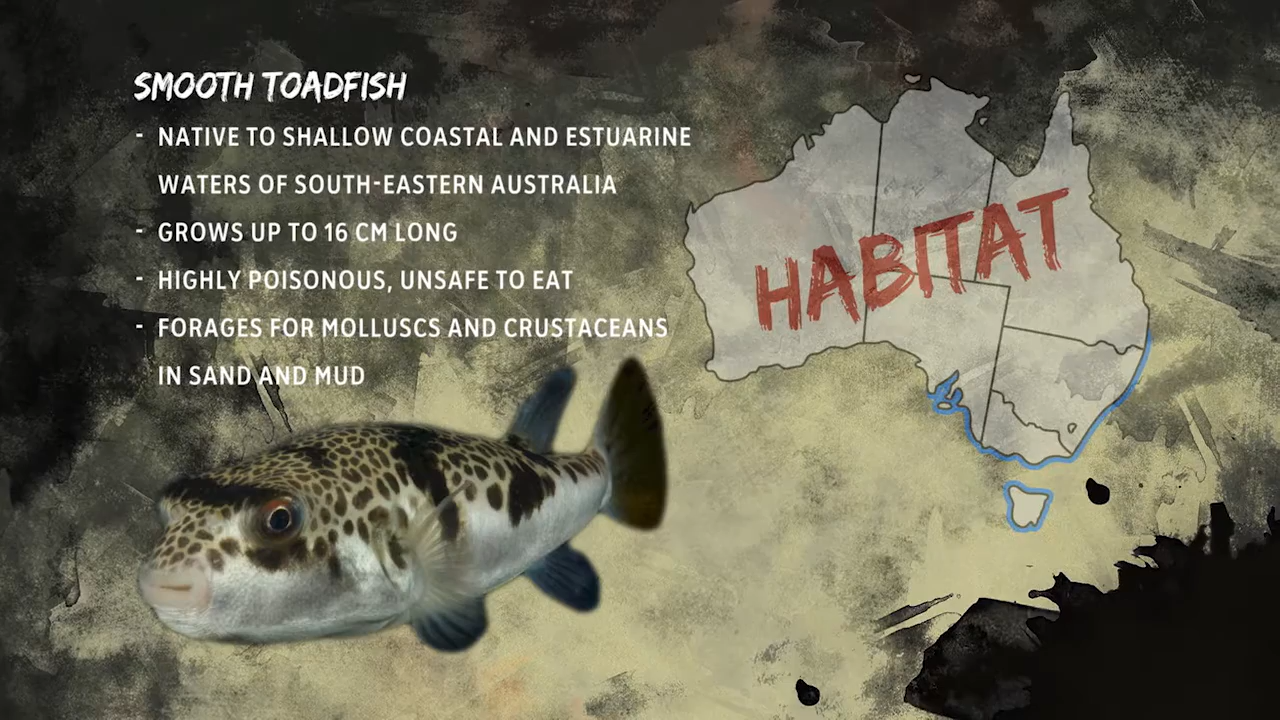 SMOOTH TOADFISH
- NATIVE TO SHALLOW COASTAL AND ESTUARINE
WATERS OF SOUTH-EASTERN AUSTRALIA
- GROWS UP TO 16 CM LONG
- HIGHLY POISONOUS, UNSAFE TO EAT
- FORAGES FOR MOLLUSCS AND CRUSTACEANS
IN SAND AND MUD
HABITAT